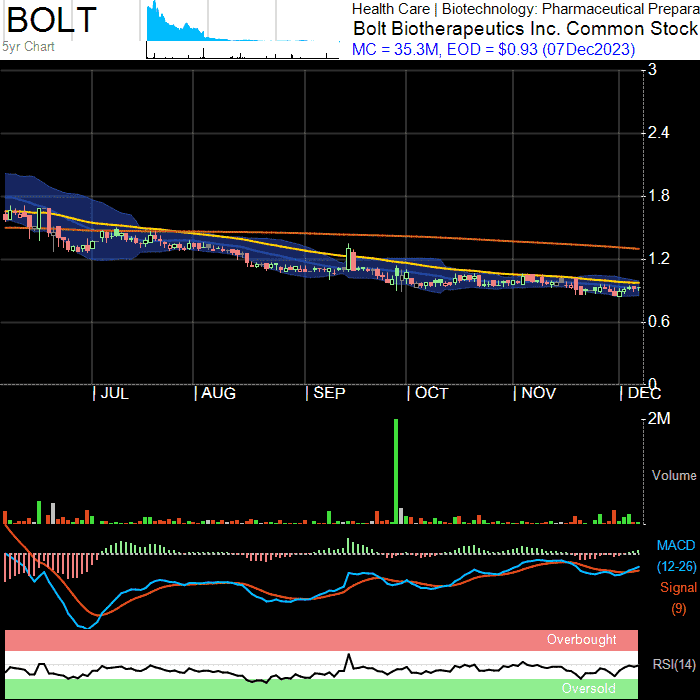 BOLT
5yr Chart
Health Care | Biotechnology: Pharmaceutical Prepara
Bolt Biotherapeutics Inc. Common Stock
MC = 35.3M, EOD = $0.93 (07Dec2023)
3
2.4
1.8
1.2
0.6
0
| JUL | AUG | SEP | OCT | NOV | DEC
2M
Volume
MACD
(12-26)
Signal
(9)
Overbought
RSI(14)
Oversold